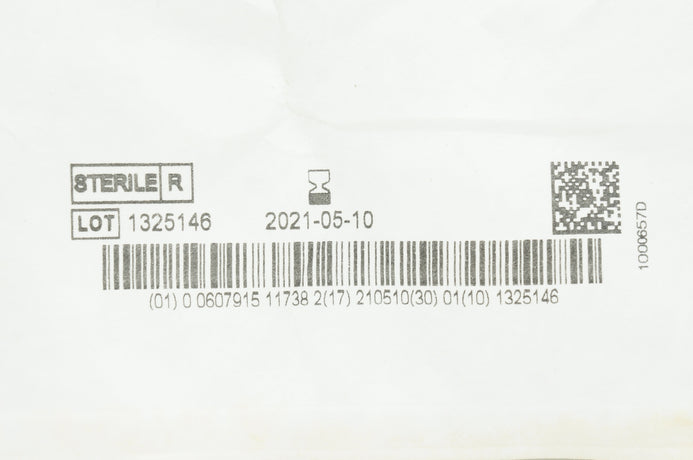 STERILE R
LOT 1325146 2021-05-10
(01) 0 0607915 11738 2(17) 210510(30) 01(10) 1325146
1000657D